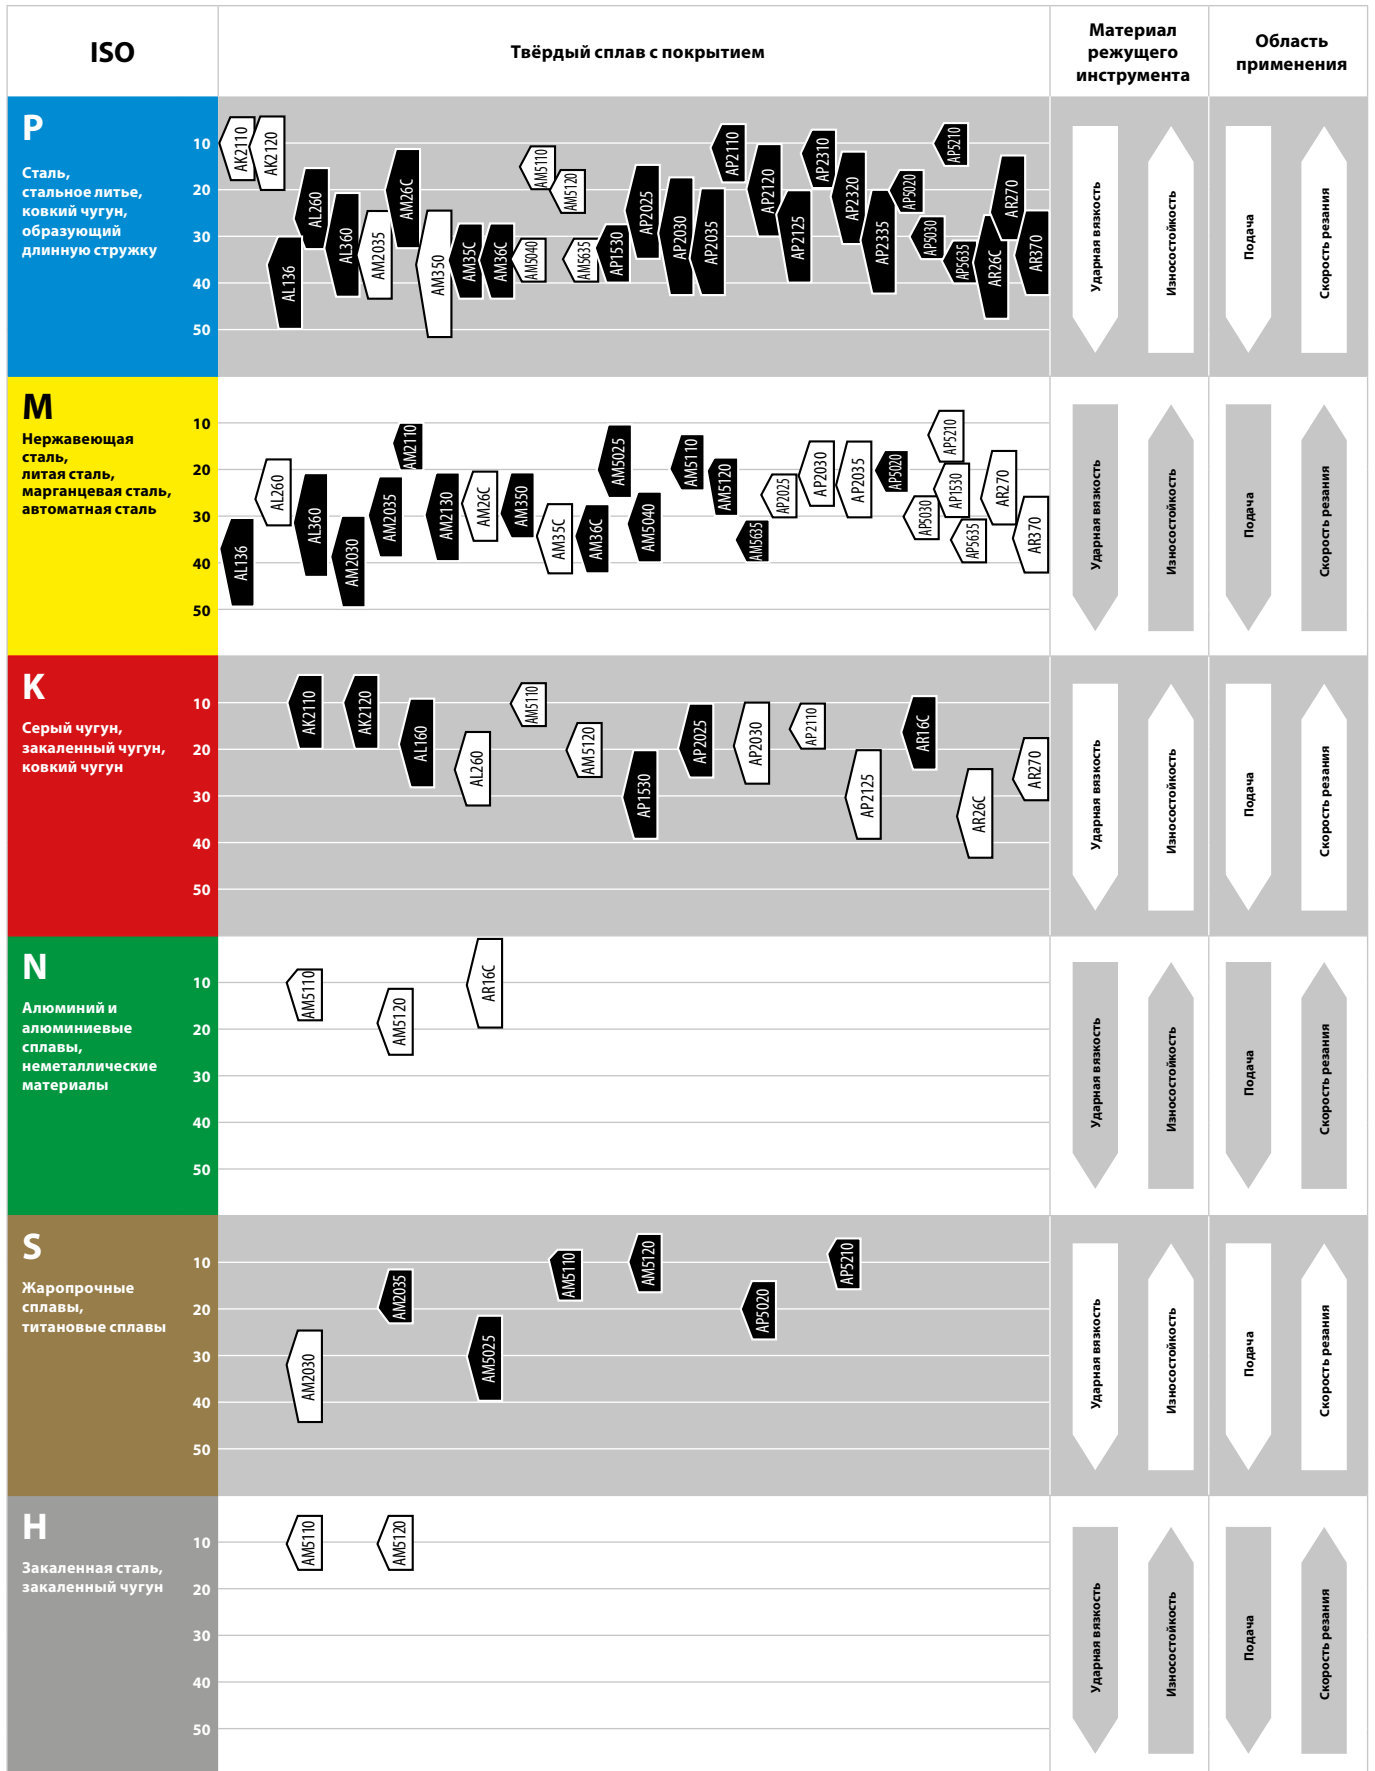 ISO
Твёрдый сплав с покрытием
Материал
режущего
инструмента
Область
применения
P
Сталь,
стальное литье,
ковкий чугун,
образующий
длинную стружку
10
20
30
40
50
AK2110
AK2120
AL260
AL136
AL360
AM2035
AM26C
AM350
AM35C
AM36C
AM5040
AM5110
AM5120
AM5635
AP1530
AP2025
AP2030
AP2035
AP2110
AP2120
AP2125
AP2310
AP2320
AP2335
AP5020
AP5030
AP5210
AP5635
AR26C
AR270
AR370
Ударная вязкость
Износостойкость
Подача
Скорость резания
M
Нержавеющая
сталь,
литая сталь,
марганцевая сталь,
автоматная сталь
10
20
30
40
50
AL136
AL260
AL360
AM2030
AM2035
AM2110
AM2130
AM26C
AM350
AM35C
AM36C
AM5025
AM5040
AM5110
AM5120
AM5635
AP2025
AP2030
AP2035
AP5020
AP5030
AP5210
AP1530
AP5635
AR270
AR370
Ударная вязкость
Износостойкость
Подача
Скорость резания
K
Серый чугун,
закаленный чугун,
ковкий чугун
10
20
30
40
50
AK2110
AK2120
AL160
AL260
AM5110
AM5120
AP1530
AP2025
AP2030
AP2110
AP2125
AR16C
AR26C
AR270
Ударная вязкость
Износостойкость
Подача
Скорость резания
N
Алюминий и
алюминиевые
сплавы,
неметаллические
материалы
10
20
30
40
50
AM5110
AM5120
AR16C
Ударная вязкость
Износостойкость
Подача
Скорость резания
S
Жаропрочные
сплавы,
титановые сплавы
10
20
30
40
50
AM2030
AM2035
AM5025
AM5110
AM5120
AP5020
AP5210
Ударная вязкость
Износостойкость
Подача
Скорость резания
H
Закаленная сталь,
закаленный чугун
10
20
30
40
50
AM5110
AM5120
Ударная вязкость
Износостойкость
Подача
Скорость резания